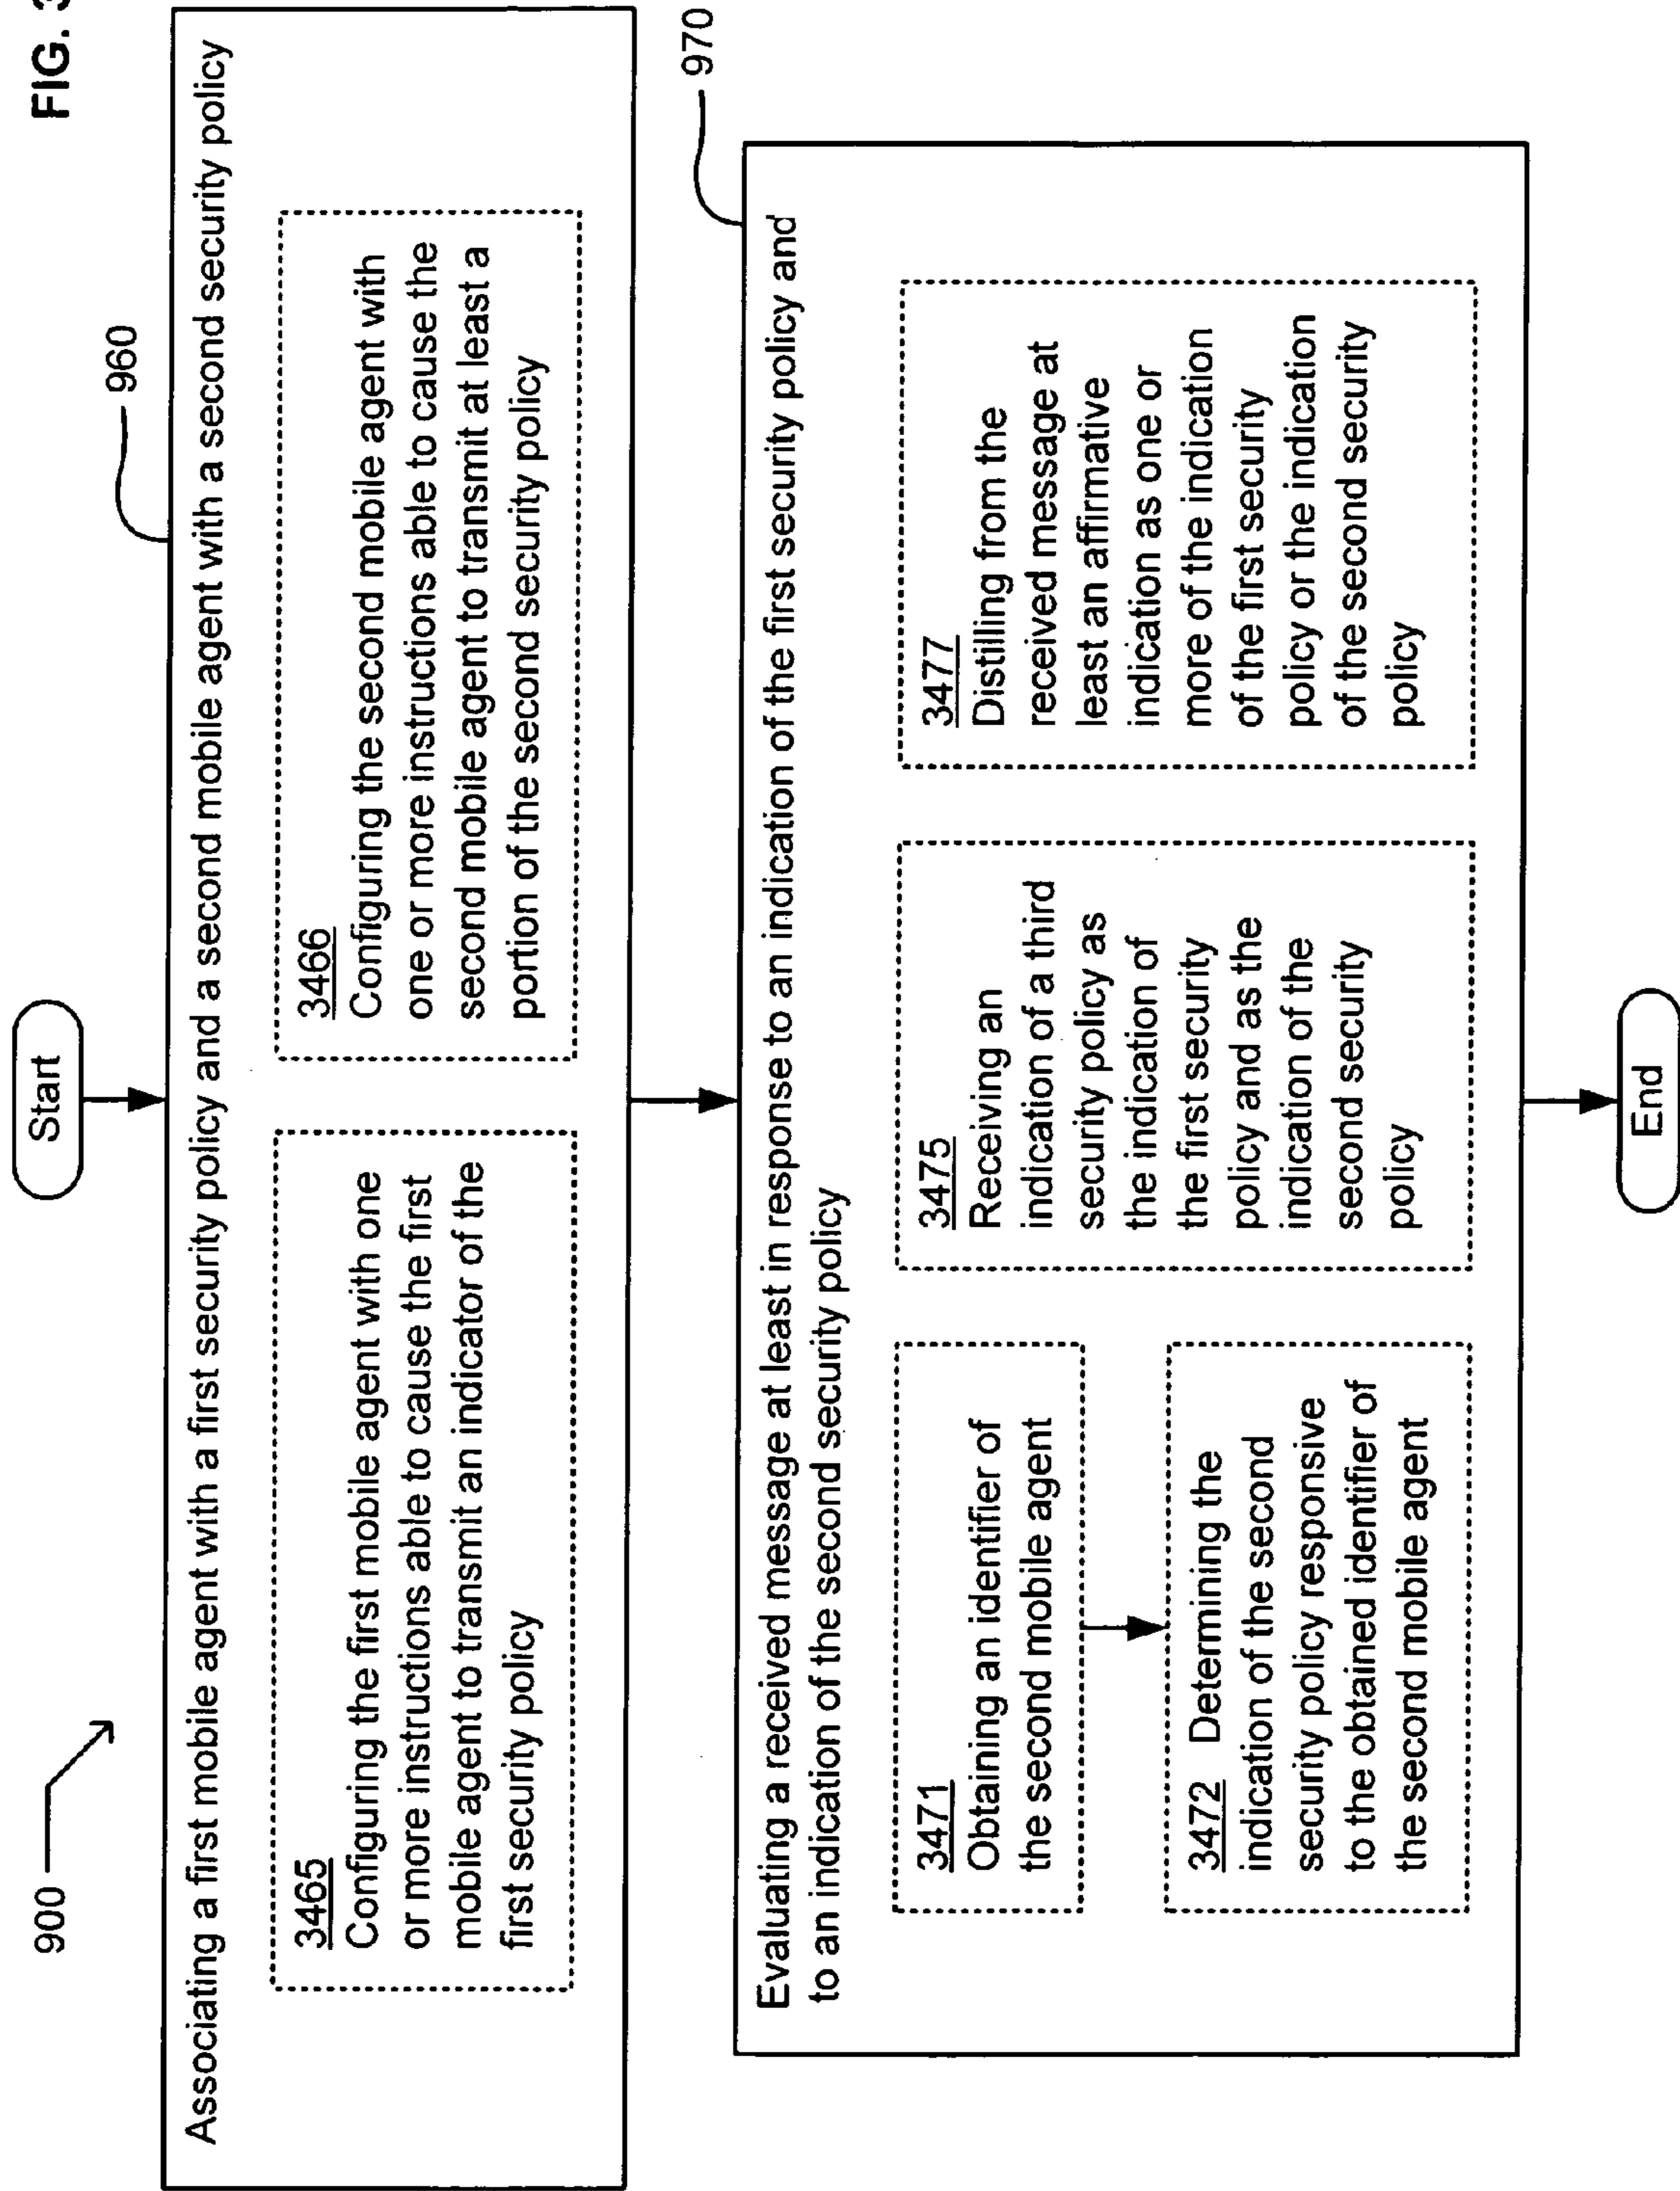 FIG. 3
900
Start
960
Associating a first mobile agent with a first security policy and a second mobile agent with a second security policy
3465
Configuring the first mobile agent with one
or more instructions able to cause the first
mobile agent to transmit an indicator of the
first security policy
3466
Configuring the second mobile agent with
one or more instructions able to cause the
second mobile agent to transmit at least a
portion of the second security policy
970
Evaluating a received message at least in response to an indication of the first security policy and
to an indication of the second security policy
3471
Obtaining an identifier of
the second mobile agent
3472 Determining the
indication of the second
security policy responsive
to the obtained identifier of
the second mobile agent
3475
Receiving an
indication of a third
security policy as
the indication of
the first security
policy and as the
indication of the
second security
policy
3477
Distilling from the
received message at
least an affirmative
indication as one or
more of the indication
of the first security
policy or the indication
of the second security
policy
End